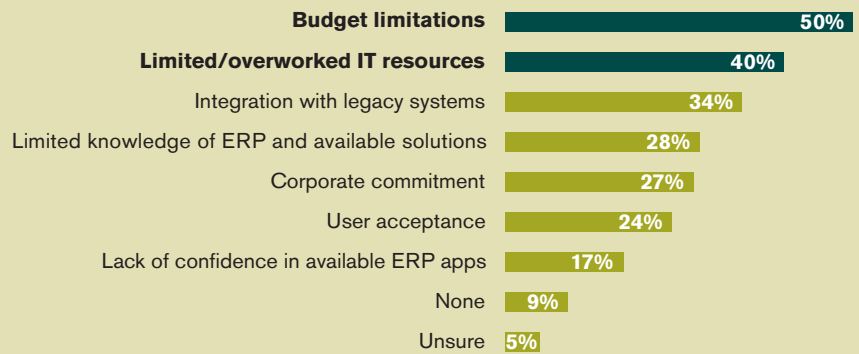 Budget limitations 50%
Limited/overworked IT resources 40%
Integration with legacy systems 34%
Limited knowledge of ERP and available solutions 28%
Corporate commitment 27%
User acceptance 24%
Lack of confidence in available ERP apps 17%
None 9%
Unsure 5%